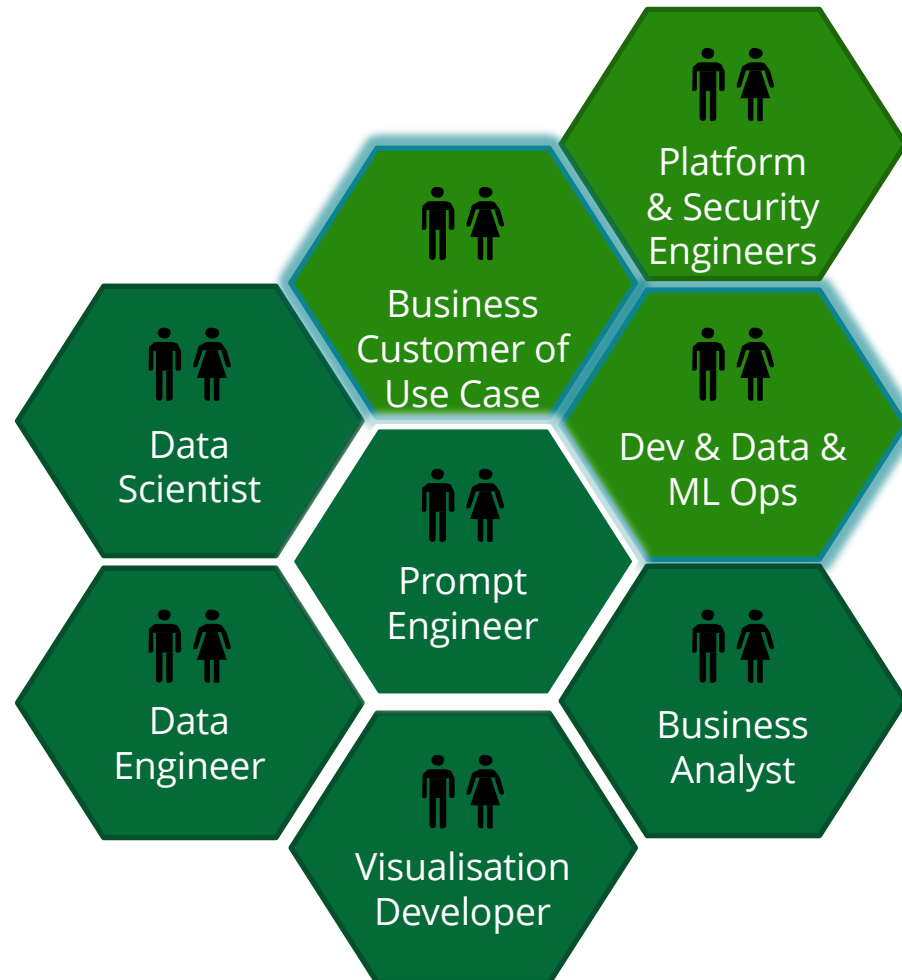 Platform
& Security
Engineers
Business
Customer of
Use Case
Data
Scientist
Dev & Data &
ML Ops
Prompt
Engineer
Data
Engineer
Business
Analyst
Visualisation
Developer